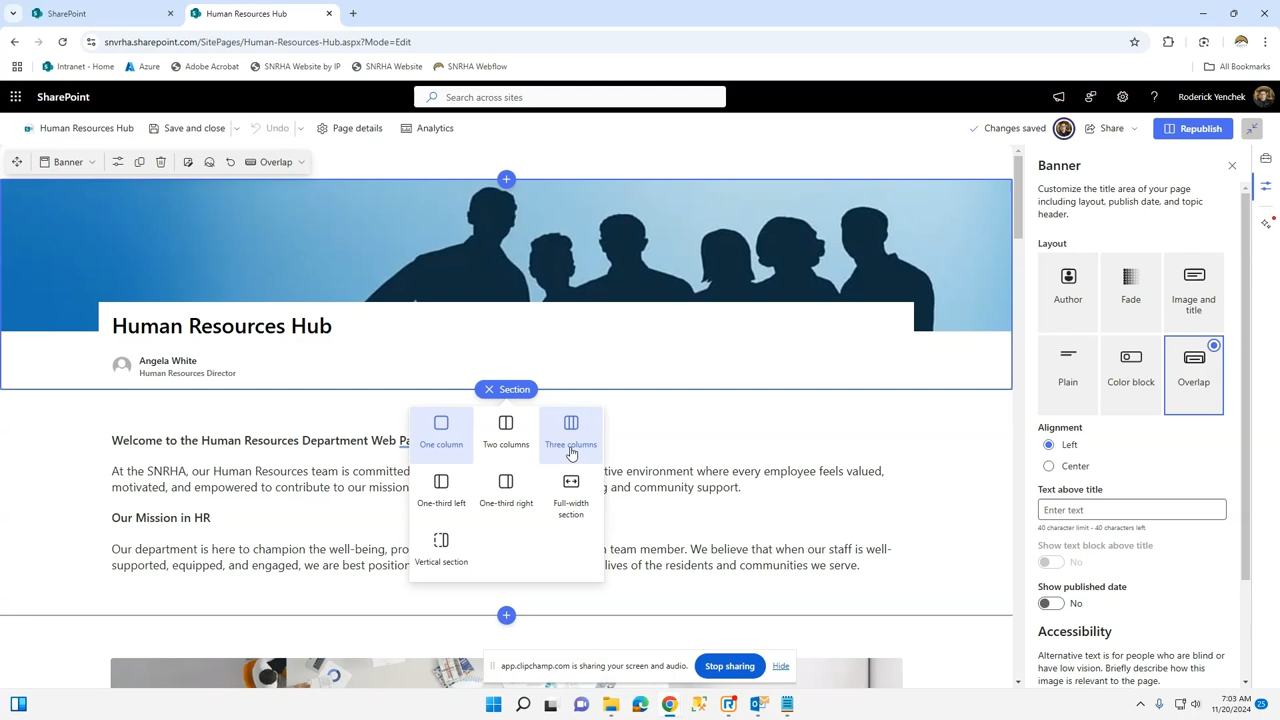 SharePoint
Human Resources Hub
snvrha.sharepoint.com/SitePages/Human-Resources-Hub.aspx?Mode=Edit
Intranet - Home
Azure
Adobe Acrobat
SNRHA Website by IP
SNRHA Website
SNRHA Webflow
All Bookmarks
SharePoint
Search across sites
Roderick Yenchek
Human Resources Hub
Save and close
Undo
Page details
Analytics
Changes saved
Share
Republish
Banner
Overlap
Human Resources Hub
Angela White
Human Resources Director
Section
One column
Two columns
Three columns
One-third left
One-third right
Full-width
section
Vertical section
Welcome to the Human Resources Department Web Pa
At the SNRHA, our Human Resources team is committed
tive environment where every employee feels valued,
motivated, and empowered to contribute to our mission
g and community support.
Our Mission in HR
Our department is here to champion the well-being, pro
n team member. We believe that when our staff is well-
supported, equipped, and engaged, we are best position
lives of the residents and communities we serve.
Banner
Customize the title area of your page
including layout, publish date, and topic
header.
Layout
Author
Fade
Image and
title
Plain
Color block
Overlap
Alignment
Left
Center
Text above title
Enter text
40 character limit - 40 characters left
Show text block above title
No
Show published date
No
Accessibility
Alternative text is for people who are blind or
have low vision. Briefly describe how this
image is relevant to the page.
app.clipchamp.com is sharing your screen and audio.
Stop sharing
Hide
7:03 AM
11/20/2024
25